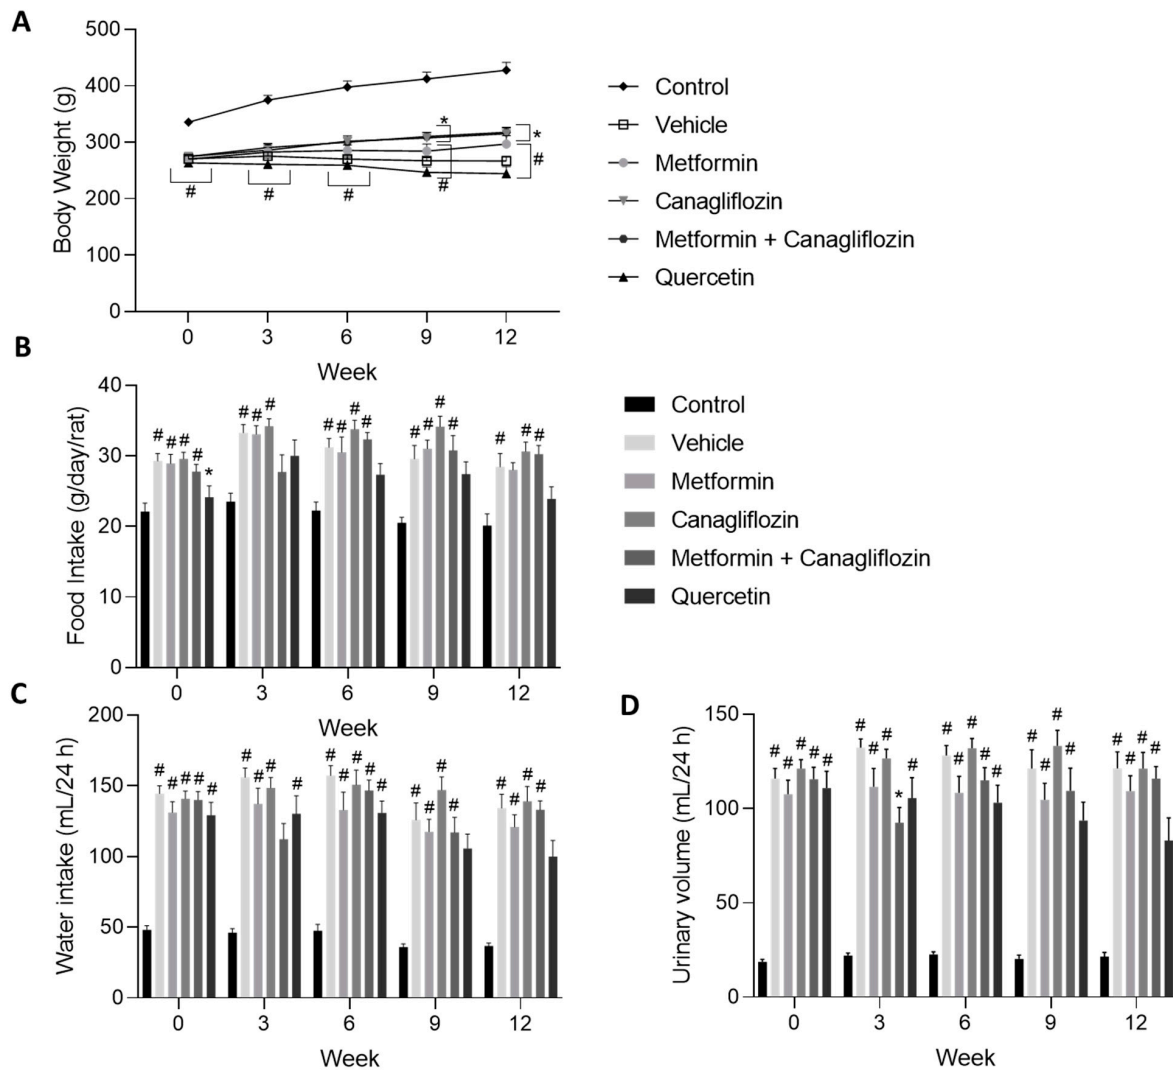 A
Body Weight (g)
500
400
300
200
100
0
* *
# # # # #
0 3 6 9 12
Week
Control
Vehicle
Metformin
Canagliflozin
Metformin + Canagliflozin
Quercetin
B
Food Intake (g/day/rat)
40
30
20
10
0
# # # # *
# # #
# # # #
# # # #
# # #
0 3 6 9 12
Week
Control
Vehicle
Metformin
Canagliflozin
Metformin + Canagliflozin
Quercetin
C
Water intake (mL/24 h)
200
150
100
50
0
# # # # #
# # # #
# # # # #
# # # #
# # # #
0 3 6 9 12
Week
D
Urinary volume (mL/24 h)
150
100
50
0
# # # # #
# # # * #
# # # # #
# # # #
# # # #
0 3 6 9 12
Week